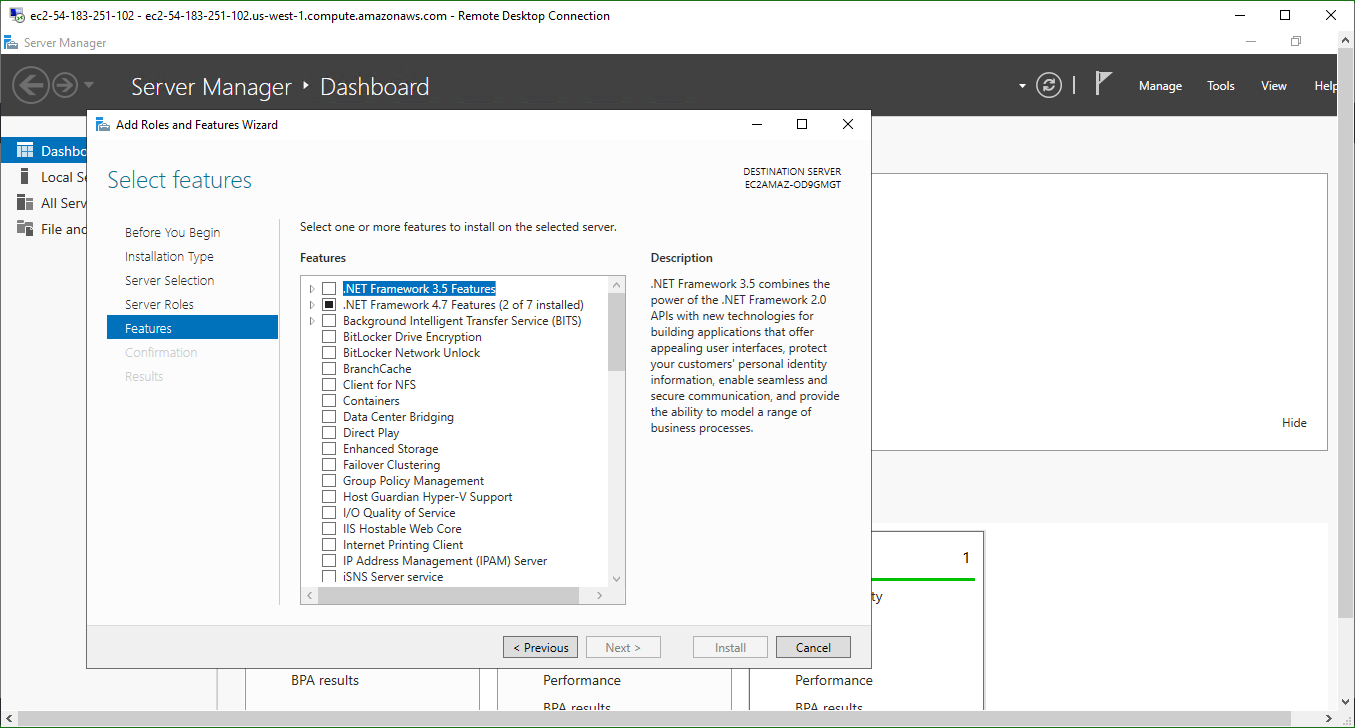 ec2-54-183-251-102 - ec2-54-183-251-102.us-west-1.compute.amazonaws.com - Remote Desktop Connection
Server Manager
Server Manager ‣ Dashboard
Manage Tools View Help
Add Roles and Features Wizard
Dashbo
Local Se
All Serv
File and
Select features
DESTINATION SERVER
EC2AMAZ-OD9GMGT
Before You Begin
Installation Type
Server Selection
Server Roles
Features
Confirmation
Results
Select one or more features to install on the selected server.
Features
.NET Framework 3.5 Features
.NET Framework 4.7 Features (2 of 7 installed)
Background Intelligent Transfer Service (BITS)
BitLocker Drive Encryption
BitLocker Network Unlock
BranchCache
Client for NFS
Containers
Data Center Bridging
Direct Play
Enhanced Storage
Failover Clustering
Group Policy Management
Host Guardian Hyper-V Support
I/O Quality of Service
IIS Hostable Web Core
Internet Printing Client
IP Address Management (IPAM) Server
iSNS Server service
Description
.NET Framework 3.5 combines the
power of the .NET Framework 2.0
APIs with new technologies for
building applications that offer
appealing user interfaces, protect
your customers' personal identity
information, enable seamless and
secure communication, and provide
the ability to model a range of
business processes.
Hide
1
ty
< Previous
Next >
Install
Cancel
BPA results
Performance
BPA results
Performance
BPA results